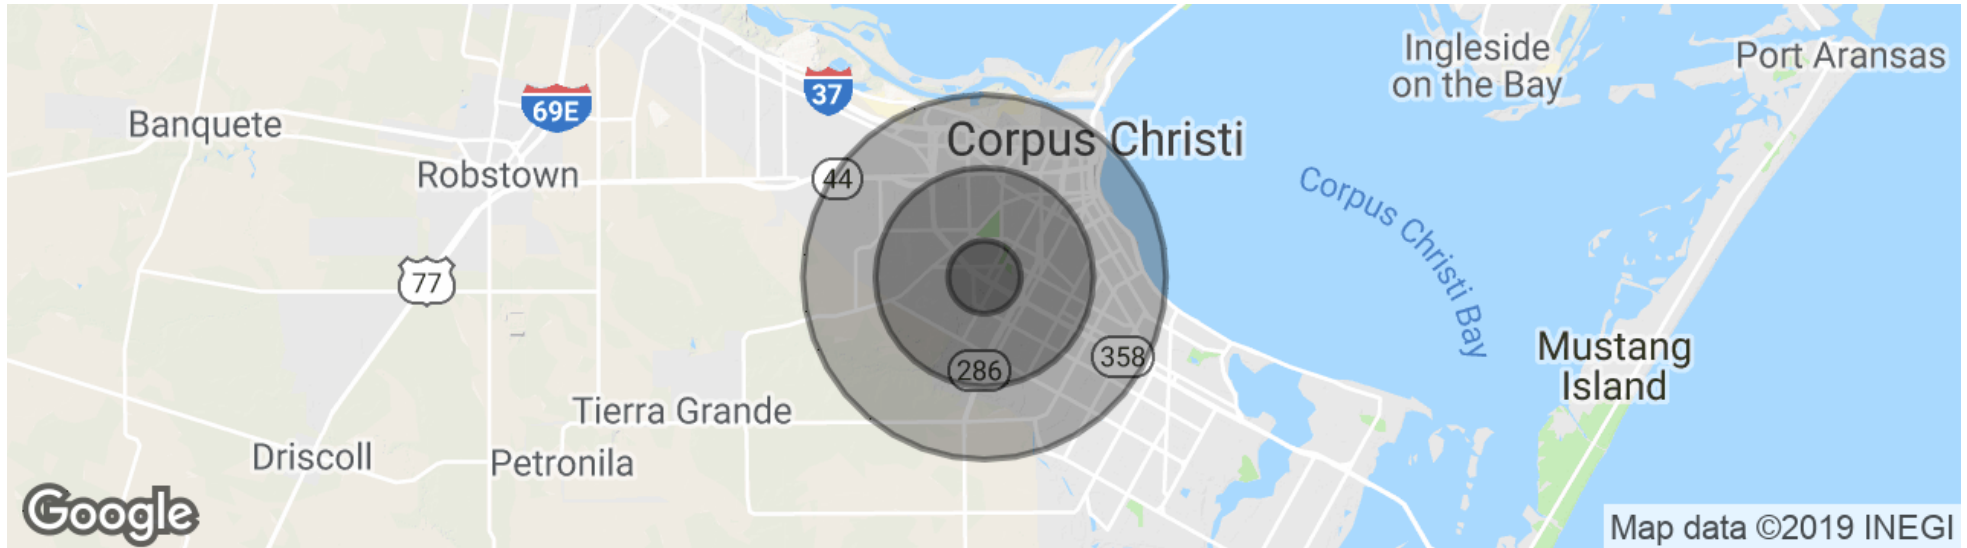 Ingleside
on the Bay
Port Aransas
37
69E
Banquete
Corpus Christi
Robstown
44
Corpus Christi Bay
77
Mustang
Island
358
286
Tierra Grande
Driscoll
Petronila
Google
Map data ©2019 INEGI